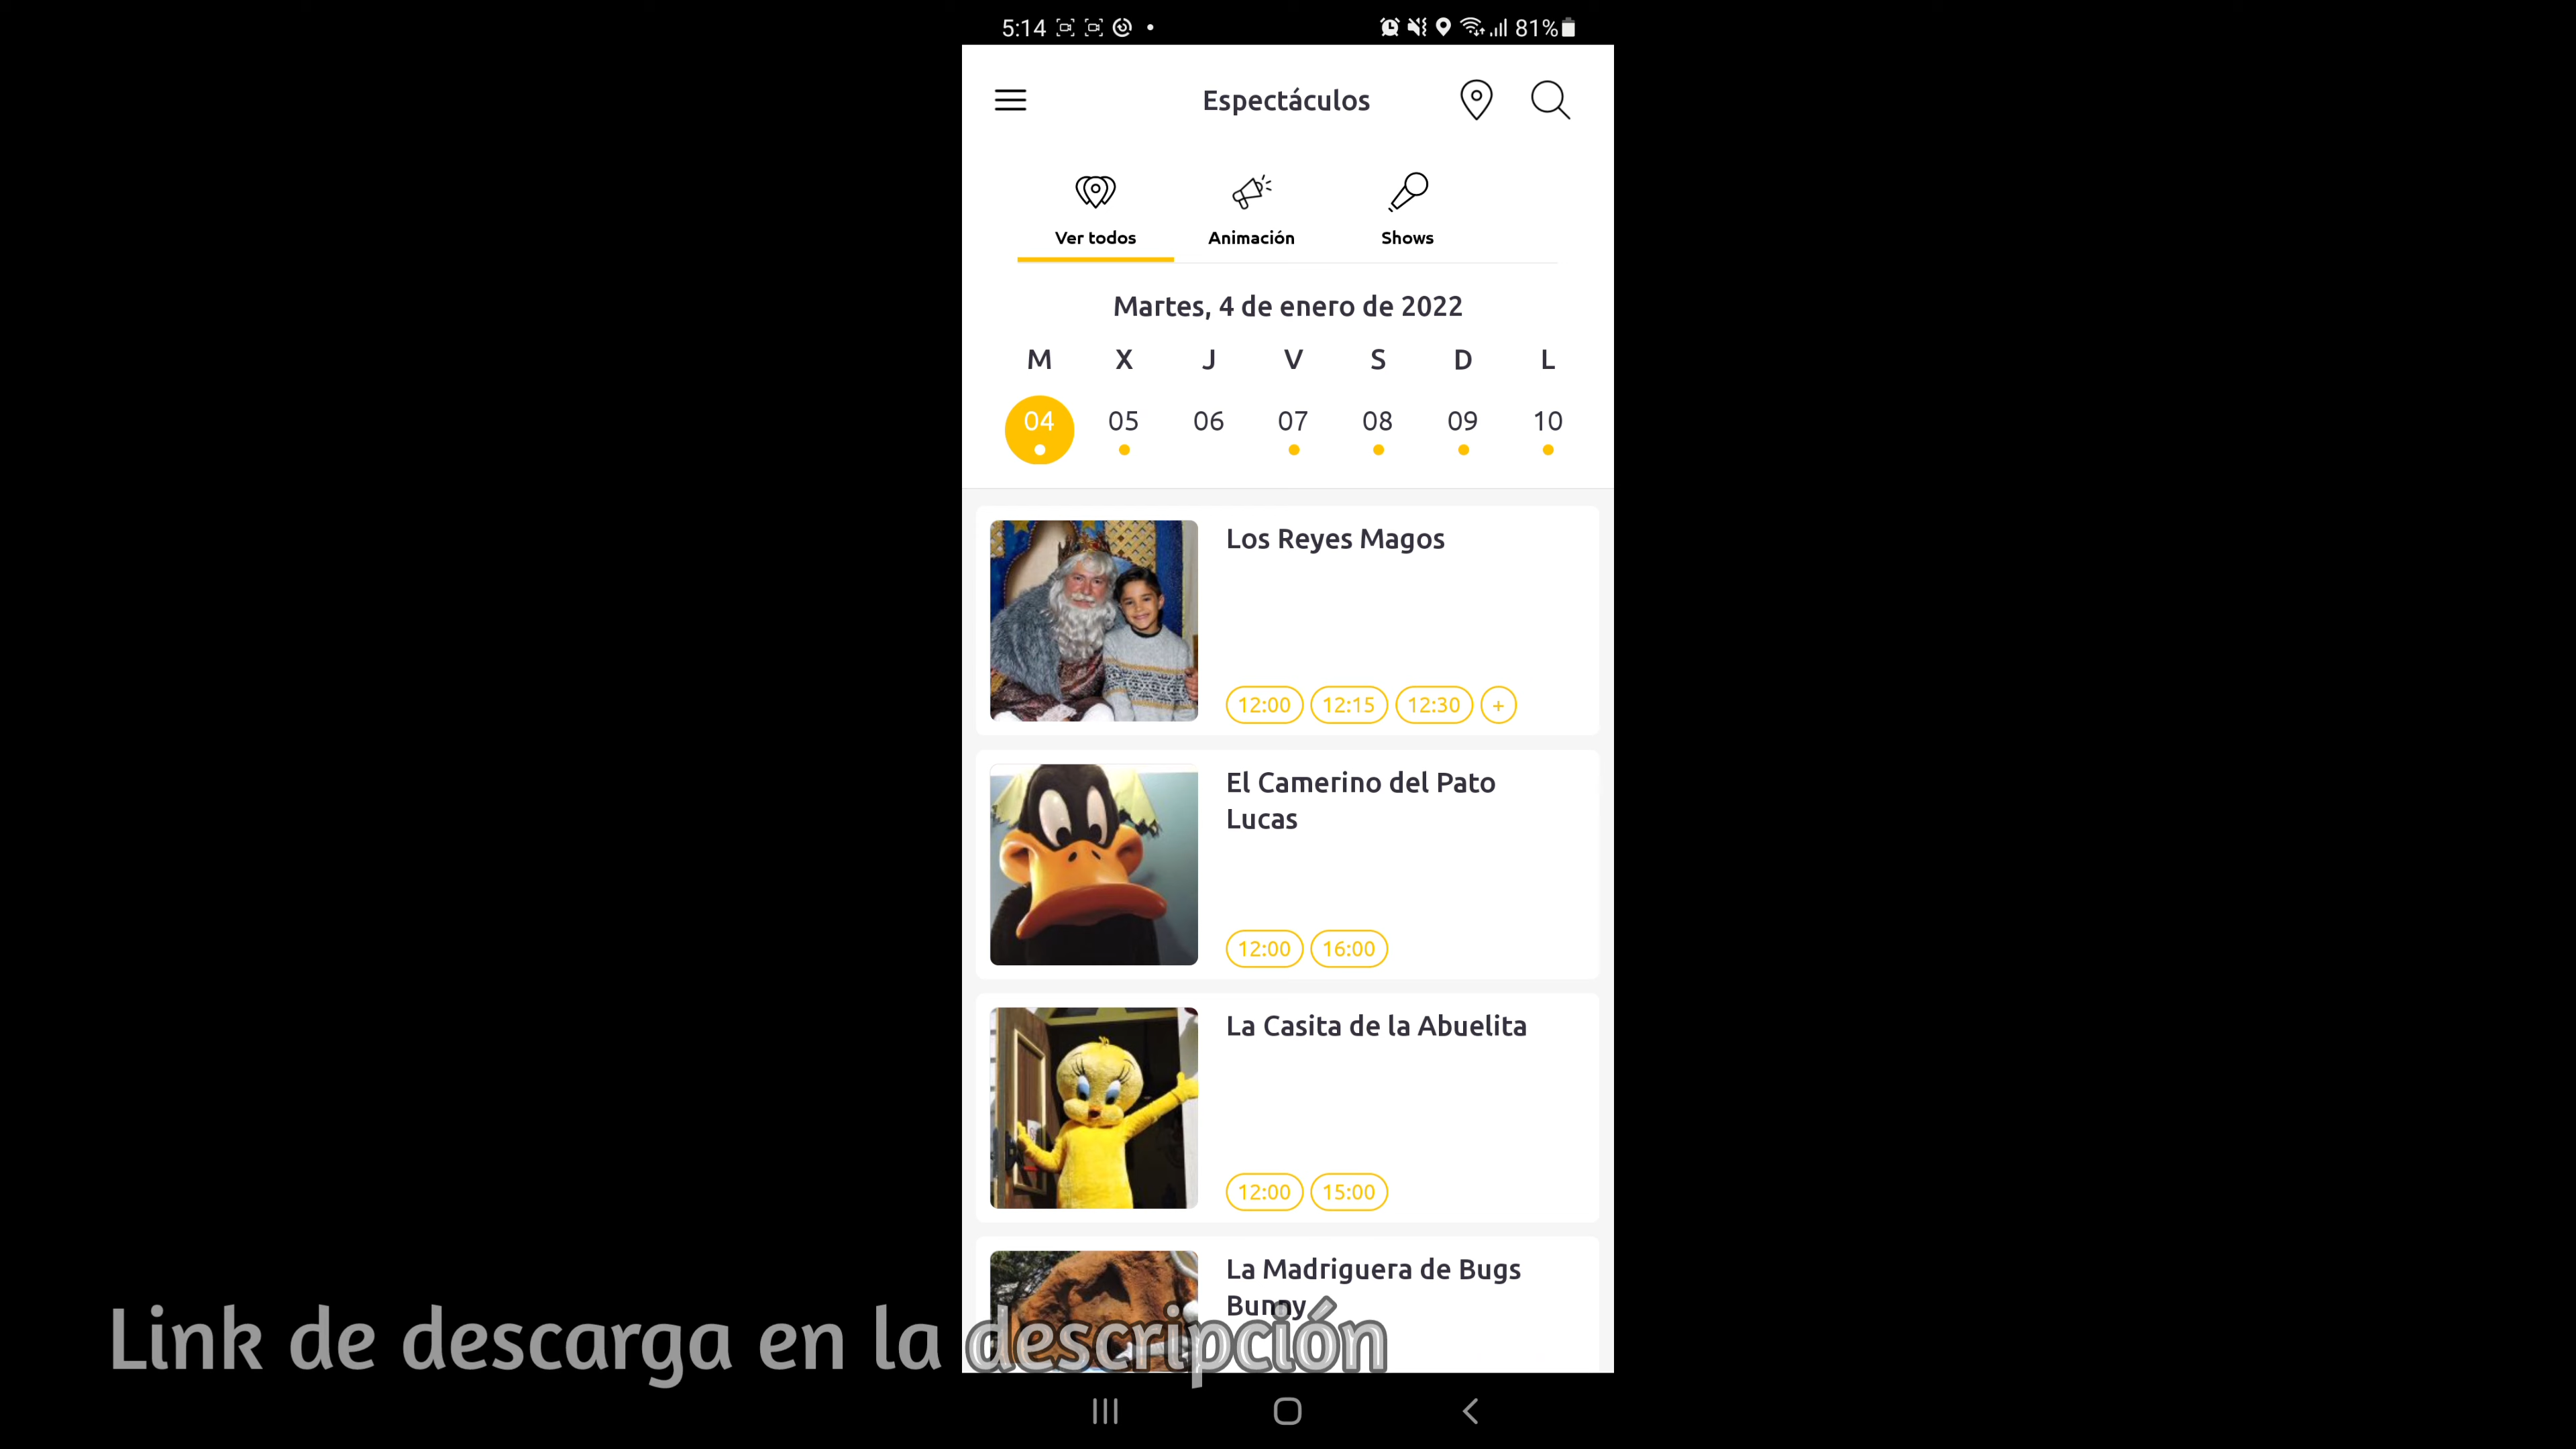 5:14
81%
Espectáculos
Ver todos
Animación
Shows
Martes, 4 de enero de 2022
M X J V S D L
04 05 06 07 08 09 10
Los Reyes Magos
12:00 12:15 12:30 +
El Camerino del Pato
Lucas
12:00 16:00
La Casita de la Abuelita
12:00 15:00
La Madriguera de Bugs
Bunny
Link de descarga en la descripción